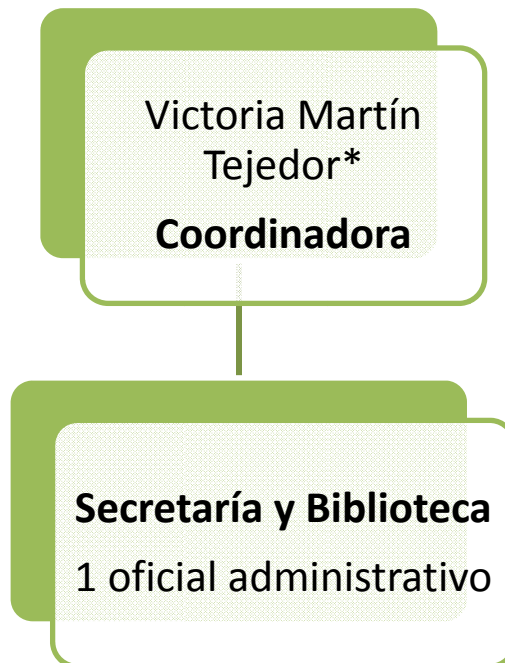 Victoria Martín
Tejedor*
Coordinadora
Secretaría y Biblioteca
1 oficial administrativo